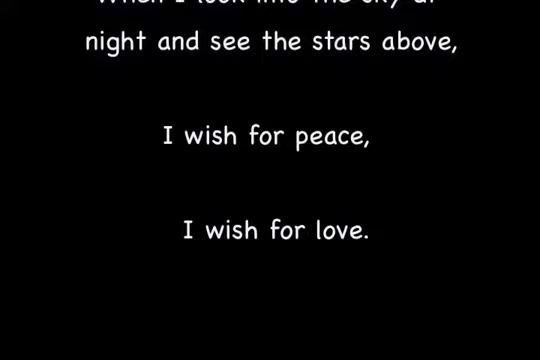 When I look into the sky at
night and see the stars above,
I wish for peace,
I wish for love.